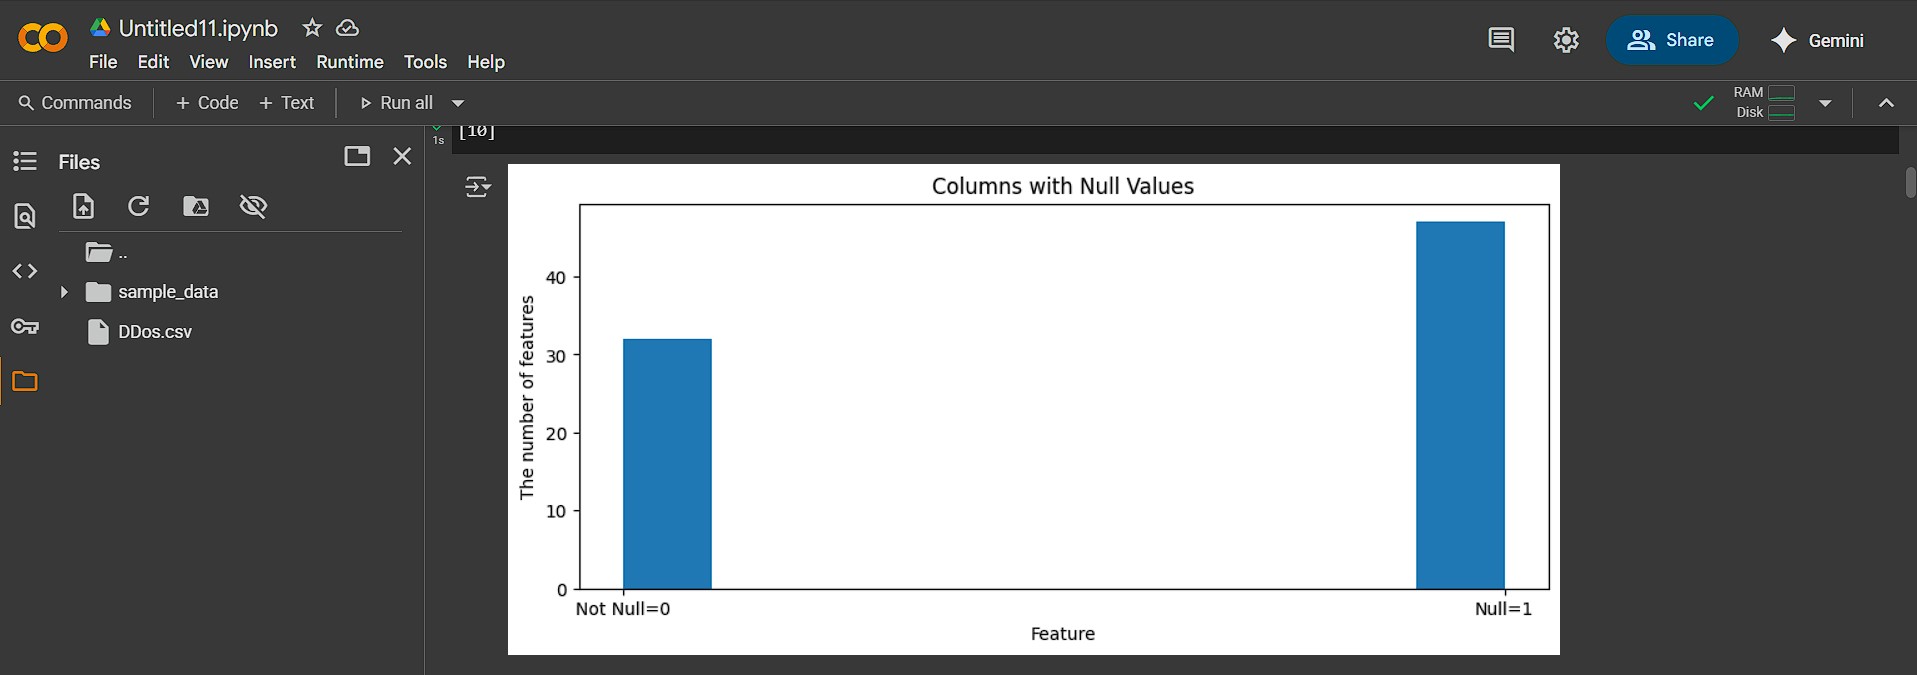 Untitled11.ipynb
File Edit View Insert Runtime Tools Help
Share
Gemini
Commands + Code + Text Run all
RAM
Disk
Files
..
sample_data
DDos.csv
1s
[10]
Columns with Null Values
The number of features
40
30
20
10
0
Not Null=0 Null=1
Feature